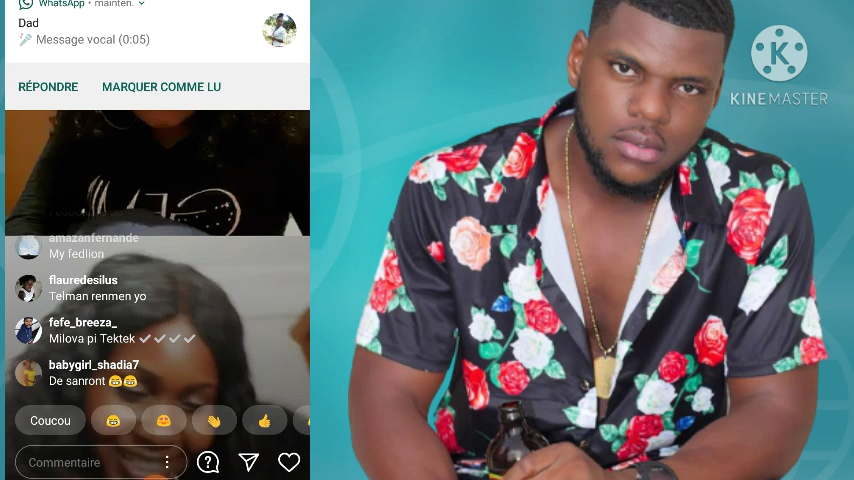 WhatsApp • mainten.
Dad
Message vocal (0:05)
RÉPONDRE MARQUER COMME LU
amazanfernande
My fedlion
flauredesilus
Telman renmen yo
fefe_breeza_
Milova pi Tektek
babygirl_shadia7
De sanront
Coucou
Commentaire
K
KINEMASTER